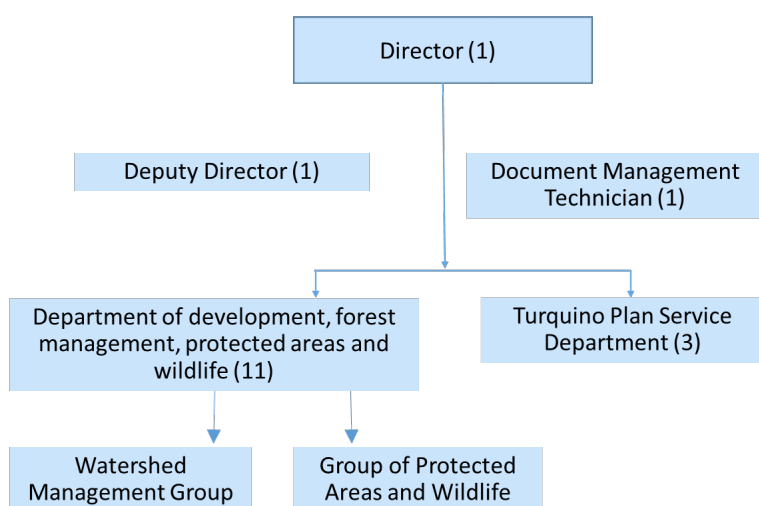 Director (1)
Deputy Director (1)
Document Management
Technician (1)
Department of development, forest
management, protected areas and
wildlife (11)
Turquino Plan Service
Department (3)
Watershed
Management Group
Group of Protected
Areas and Wildlife